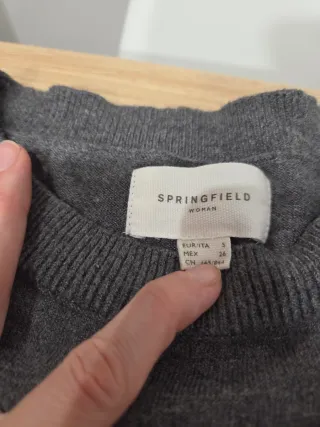 SPRINGFIELD
WOMAN
EUR/ITA S
MEX 26
CN